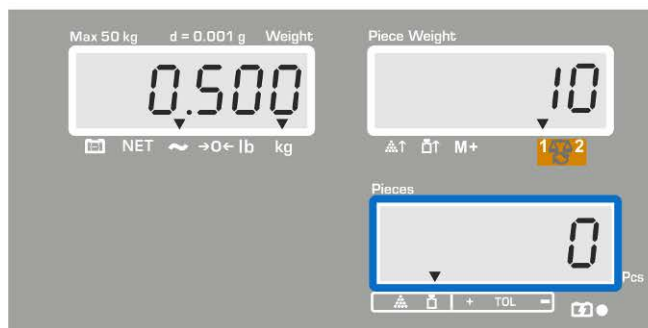 Max 50 kg d = 0.001 g Weight
0.500
NET →0← lb kg
Piece Weight
10
M+ 1 2
Pieces
0
Pcs
+ TOL −